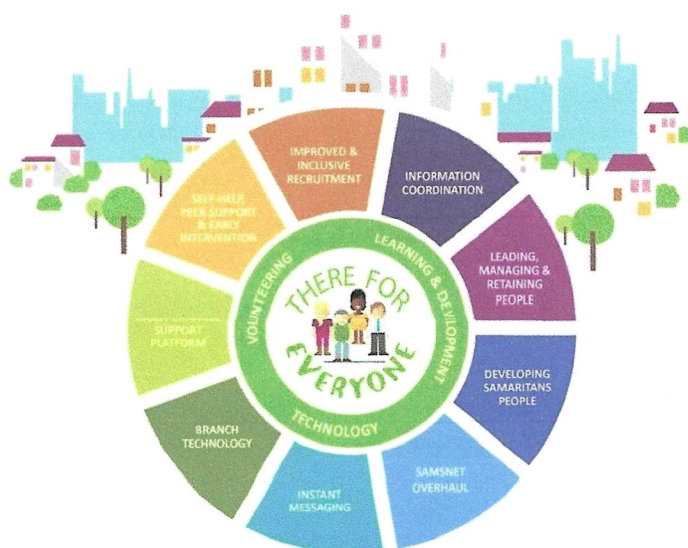 IMPROVED &
INCLUSIVE
RECRUITMENT
INFORMATION
COORDINATION
LEADING,
MANAGING &
RETAINING
PEOPLE
DEVELOPING
SAMARITANS
PEOPLE
SAMSNET
OVERHAUL
INSTANT
MESSAGING
BRANCH
TECHNOLOGY
SUPPORT
PLATFORM
SELF-HELP,
PEER SUPPORT
& EARLY
INTERVENTION
VOLUNTEERING
LEARNING & DEVELOPMENT
TECHNOLOGY
THERE FOR
EVERYONE